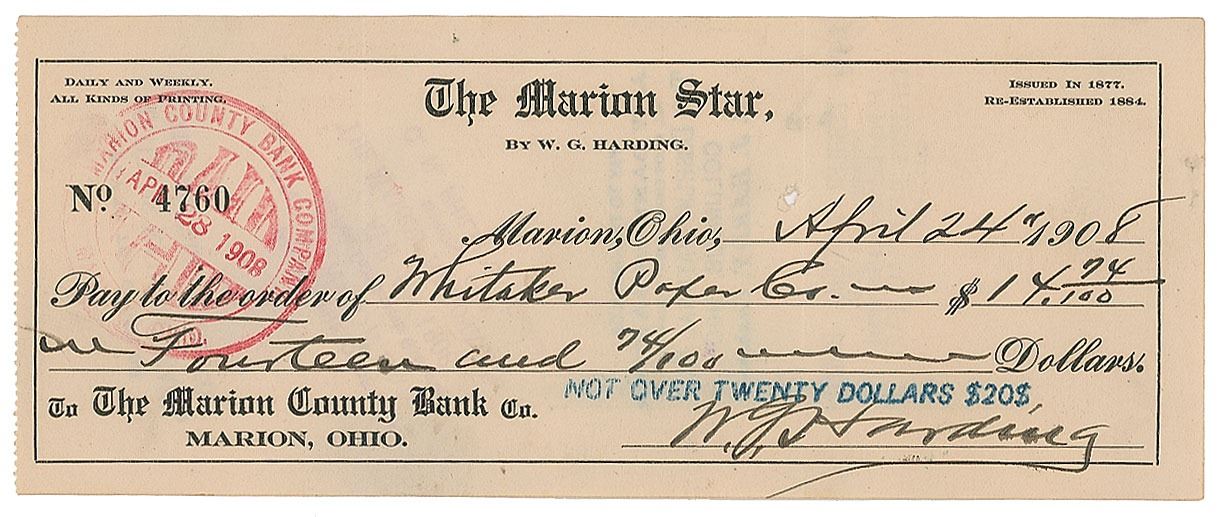 DAILY AND WEEKLY.
ALL KINDS OF PRINTING.
The Marion Star,
BY W. G. HARDING.
ISSUED IN 1877.
RE-ESTABLISHED 1884.
MARION COUNTY BANK COMPANY
PAID
APR 28 1908
No 4760
Marion, Ohio, April 24" 1908
Pay to the order of Whitaker Paper Co. $14.74/100
Fourteen and 74/100 Dollars.
NOT OVER TWENTY DOLLARS $20$
To The Marion County Bank Co.
MARION, OHIO.
W. G. Harding